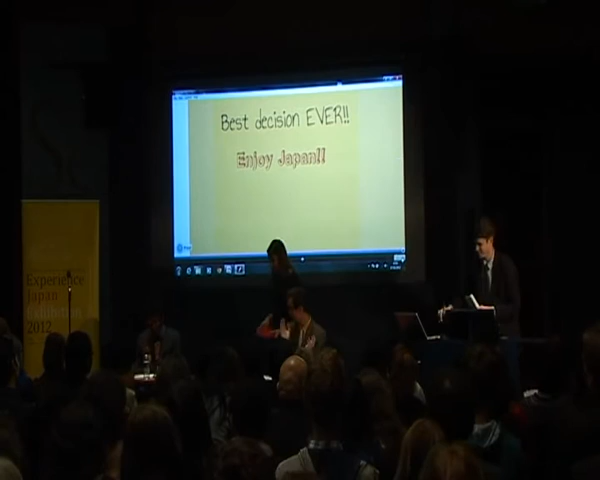 Best decision EVER!!
Enjoy Japan!!
Experience
Japan
Exhibition
2012